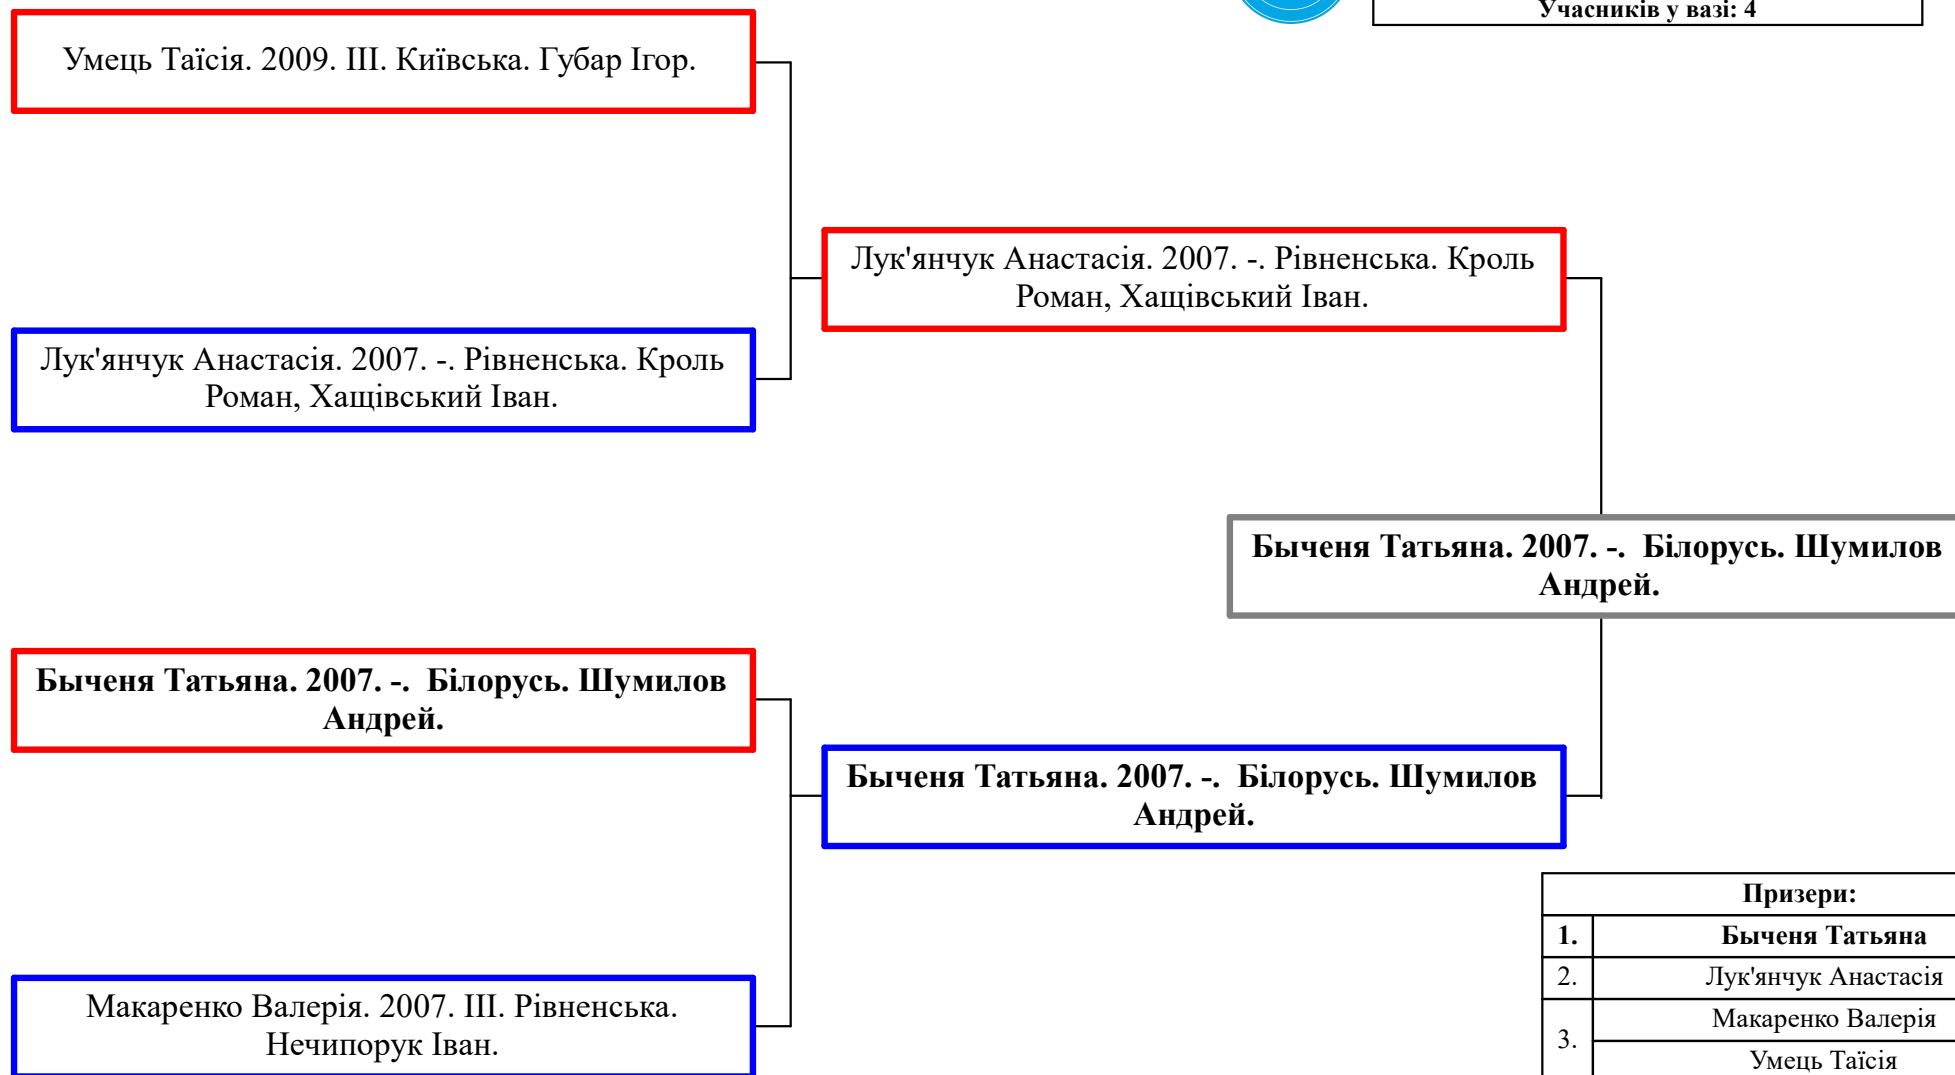 Учасників у вазі: 4
Умець Таїсія. 2009. III. Київська. Губар Ігор.
Лук'янчук Анастасія. 2007. -. Рівненська. Кроль
Роман, Хащівський Іван.
Лук'янчук Анастасія. 2007. -. Рівненська. Кроль
Роман, Хащівський Іван.
Быченя Татьяна. 2007. -. Білорусь. Шумилов
Андрей.
Быченя Татьяна. 2007. -. Білорусь. Шумилов
Андрей.
Быченя Татьяна. 2007. -. Білорусь. Шумилов
Андрей.
Макаренко Валерія. 2007. III. Рівненська.
Нечипорук Іван.
Призери:
1. Быченя Татьяна
2. Лук'янчук Анастасія
3. Макаренко Валерія
Умець Таїсія